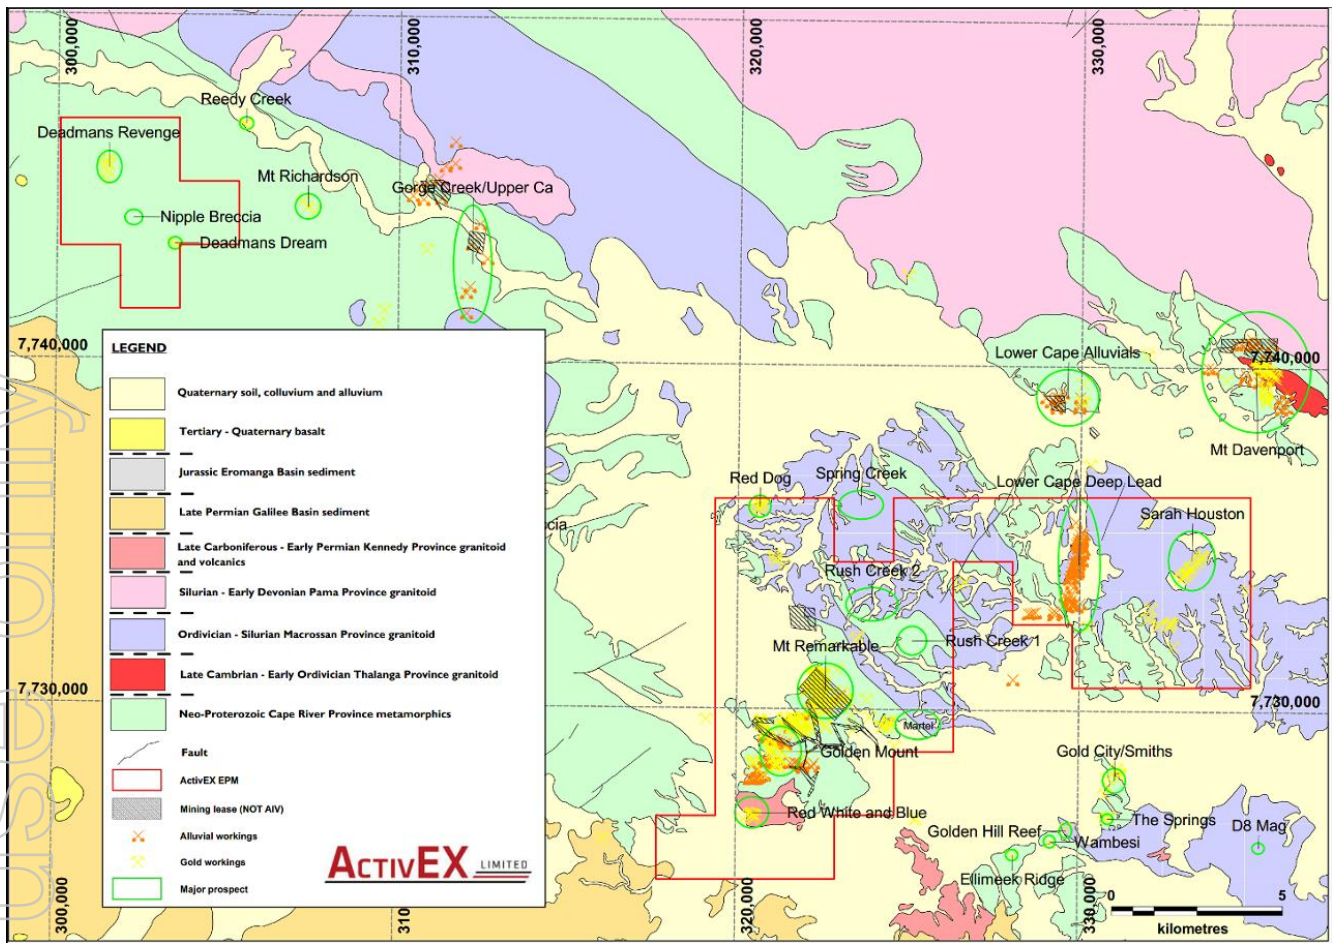 300,000
310,000
320,000
330,000
Reedy Creek
Deadmans Revenge
Mt Richardson
Gorge Creek/Upper Ca
Nipple Breccia
Deadmans Dream
7,740,000
Lower Cape Alluvials
7,740,000
Mt Davenport
LEGEND
Quaternary soil, colluvium and alluvium
Tertiary - Quaternary basalt
Jurassic Eromanga Basin sediment
Late Permian Galilee Basin sediment
Late Carboniferous - Early Permian Kennedy Province granitoid
and volcanics
Silurian - Early Devonian Pama Province granitoid
Ordivician - Silurian Macrossan Province granitoid
Late Cambrian - Early Ordivician Thalanga Province granitoid
Neo-Proterozoic Cape River Province metamorphics
Fault
ActivEX EPM
Mining lease (NOT AIV)
Alluvial workings
Gold workings
Major prospect
ACTIVEX LIMITED
Red Dog
Spring Creek
Lower Cape Deep Lead
Sarah Houston
ccia
Rush Creek 2
Rush Creek 1
Mt Remarkable
7,730,000
7,730,000
Martel
Golden Mount
Gold City/Smiths
Red White and Blue
The Springs
D8 Mag
Golden Hill Reef
Wambesi
Ellimeek Ridge
300,000
310
320,000
330,000
0 5
kilometres
use only